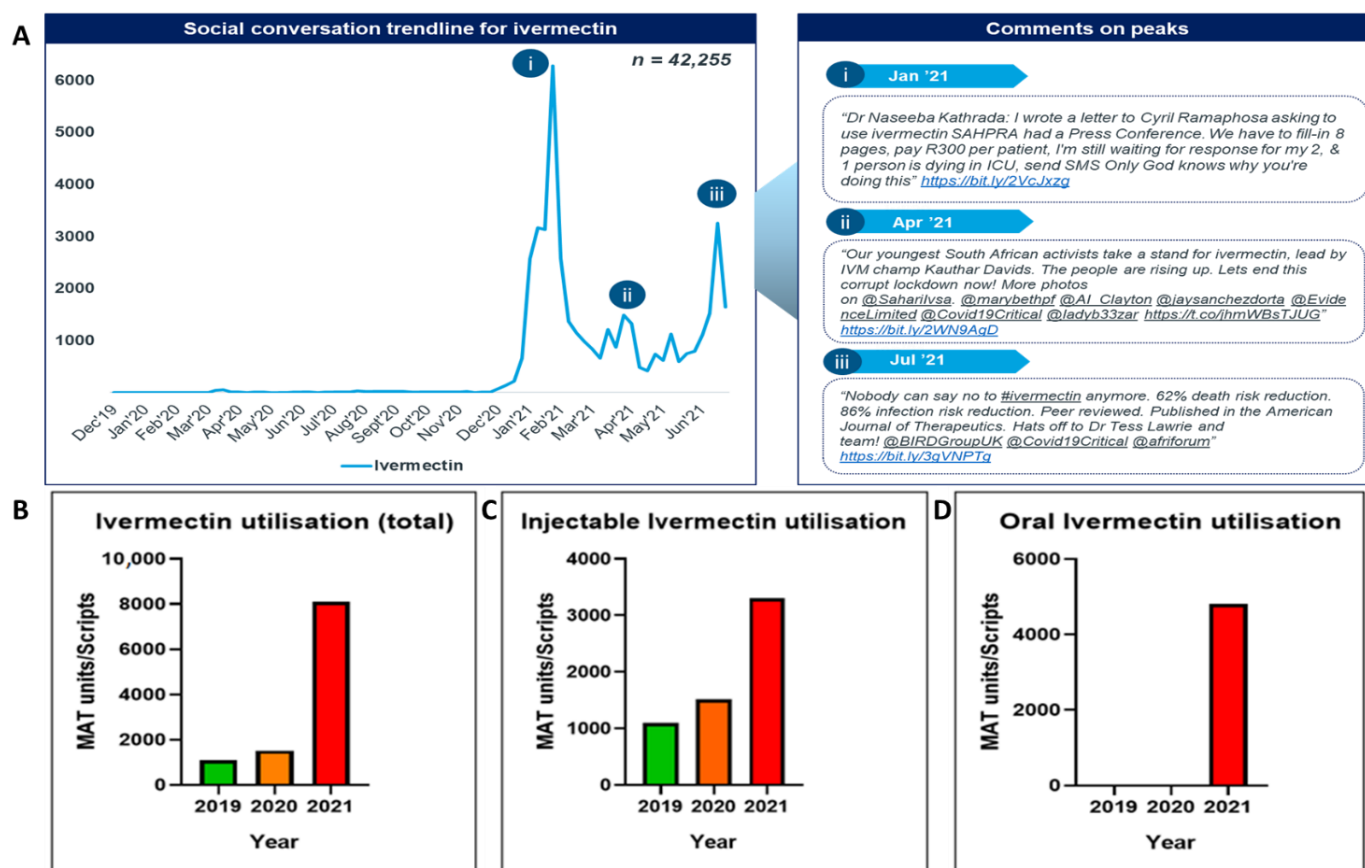 A
Social conversation trendline for ivermectin
n = 42,255
6000
5000
4000
3000
2000
1000
i
ii
iii
Dec'19
Jan'20
Feb'20
Mar'20
Apr'20
May'20
Jun'20
Jul'20
Aug'20
Sept'20
Oct'20
Nov'20
Dec'20
Jan'21
Feb'21
Mar'21
Apr'21
May'21
Jun'21
Ivermectin
Comments on peaks
i
Jan '21
"Dr Naseeba Kathrada: I wrote a letter to Cyril Ramaphosa asking to
use ivermectin SAHPRA had a Press Conference. We have to fill-in 8
pages, pay R300 per patient, I'm still waiting for response for my 2, &
1 person is dying in ICU, send SMS Only God knows why you're
doing this" https://bit.ly/2VcJxzg
ii
Apr '21
"Our youngest South African activists take a stand for ivermectin, lead by
IVM champ Kauthar Davids. The people are rising up. Lets end this
corrupt lockdown now! More photos
on @SahariIvsa. @marybethpf @AI_Clayton @jaysanchezdorta @Evide
nceLimited @Covid19Critical @ladyb33zar https://t.co/jhmWBsTJUG"
https://bit.ly/2WN9AqD
iii
Jul '21
"Nobody can say no to #ivermectin anymore. 62% death risk reduction.
86% infection risk reduction. Peer reviewed. Published in the American
Journal of Therapeutics. Hats off to Dr Tess Lawrie and
team! @BIRDGroupUK @Covid19Critical @afriforum"
https://bit.ly/3gVNPTg
B
Ivermectin utilisation (total)
10,000
8000
6000
4000
2000
0
MAT units/Scripts
2019 2020 2021
Year
C
Injectable Ivermectin utilisation
4000
3000
2000
1000
0
MAT units/Scripts
2019 2020 2021
Year
D
Oral Ivermectin utilisation
6000
4000
2000
0
MAT units/Scripts
2019 2020 2021
Year